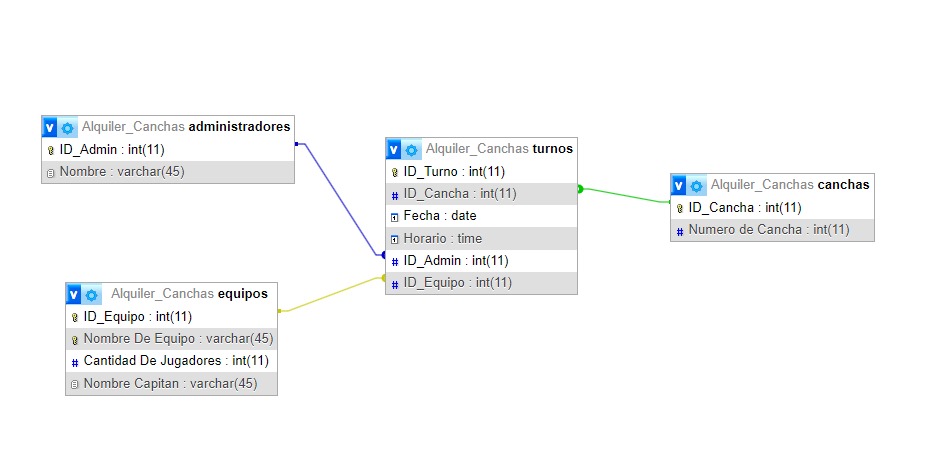 Alquiler_Canchas administradores
ID_Admin : int(11)
Nombre : varchar(45)
Alquiler_Canchas turnos
ID_Turno : int(11)
ID_Cancha : int(11)
Fecha : date
Horario : time
ID_Admin : int(11)
ID_Equipo : int(11)
Alquiler_Canchas canchas
ID_Cancha : int(11)
Numero de Cancha : int(11)
Alquiler_Canchas equipos
ID_Equipo : int(11)
Nombre De Equipo : varchar(45)
Cantidad De Jugadores : int(11)
Nombre Capitan : varchar(45)